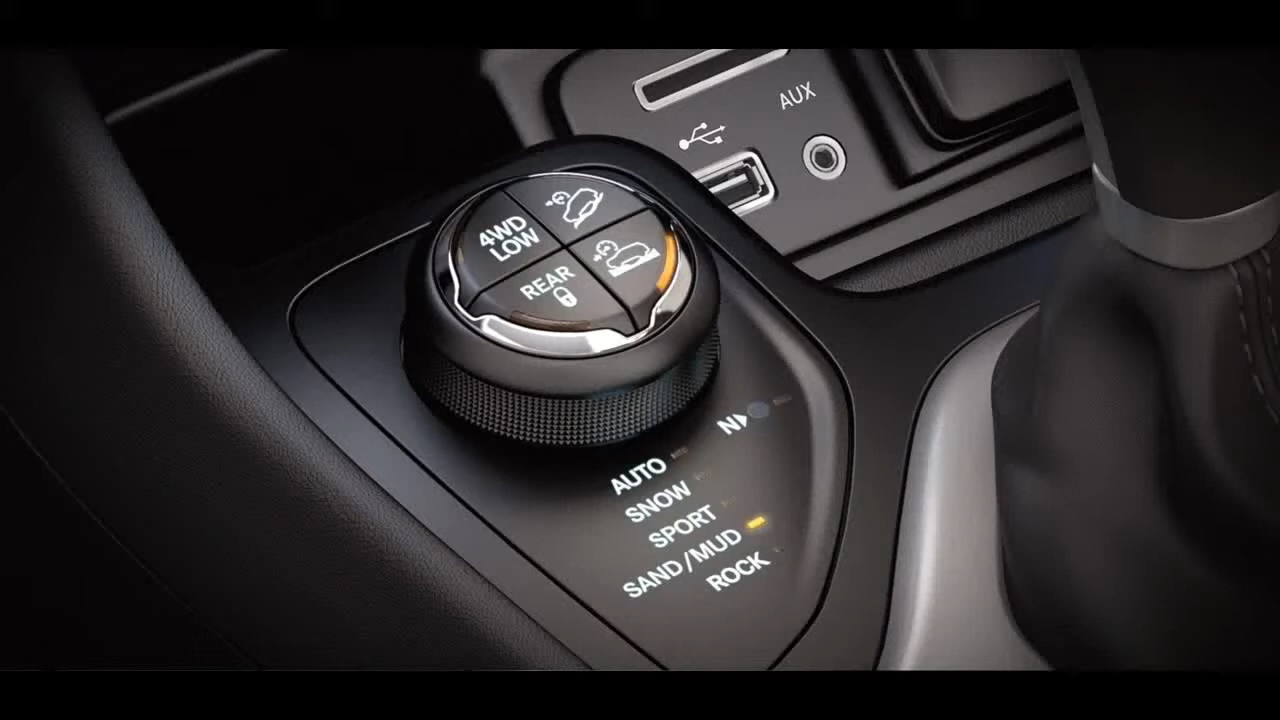 AUX
4WD
LOW
REAR
N
AUTO
SNOW
SPORT
SAND/MUD
ROCK